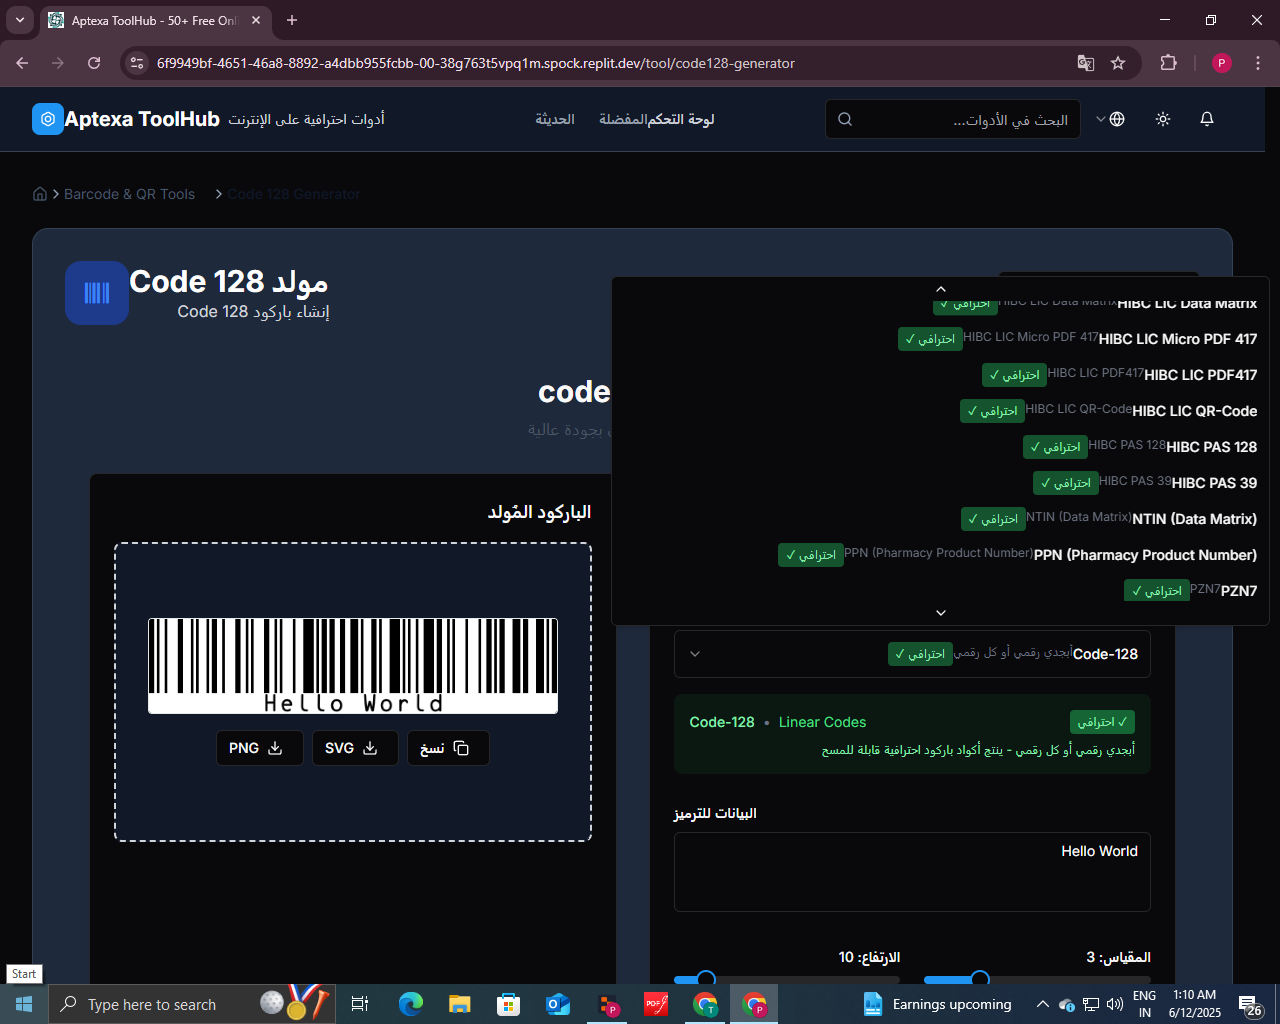 Aptexa ToolHub - 50+ Free Onl
6f9949bf-4651-46a8-8892-a4dbb955fcbb-00-38g763t5vpq1m.spock.replit.dev/tool/code128-generator
P
Aptexa ToolHub
أدوات احترافية على الإنترنت
لوحة التحكم
المفضلة
الحديثة
البحث في الأدوات...
Barcode & QR Tools
Code 128 Generator
مولد Code 128
إنشاء باركود Code 128
code
بجودة عالية
HIBC LIC Data Matrix HIBC LIC Data Matrix احترافي ✓
HIBC LIC Micro PDF 417 HIBC LIC Micro PDF 417 احترافي ✓
HIBC LIC PDF417 HIBC LIC PDF417 احترافي ✓
HIBC LIC QR-Code HIBC LIC QR-Code احترافي ✓
HIBC PAS 128 HIBC PAS 128 احترافي ✓
HIBC PAS 39 HIBC PAS 39 احترافي ✓
NTIN (Data Matrix) NTIN (Data Matrix) احترافي ✓
PPN (Pharmacy Product Number) PPN (Pharmacy Product Number) احترافي ✓
PZN7 PZN7 احترافي ✓
الباركود المُولد
Hello World
PNG
SVG
نسخ
Code-128 أبجدي رقمي أو كل رقمي احترافي ✓
Code-128 • Linear Codes
✓ احترافي
أبجدي رقمي أو كل رقمي - ينتج أكواد باركود احترافية قابلة للمسح
البيانات للترميز
Hello World
المقياس: 3
الارتفاع: 10
Start
Type here to search
Earnings upcoming
ENG
IN
1:10 AM
6/12/2025
26